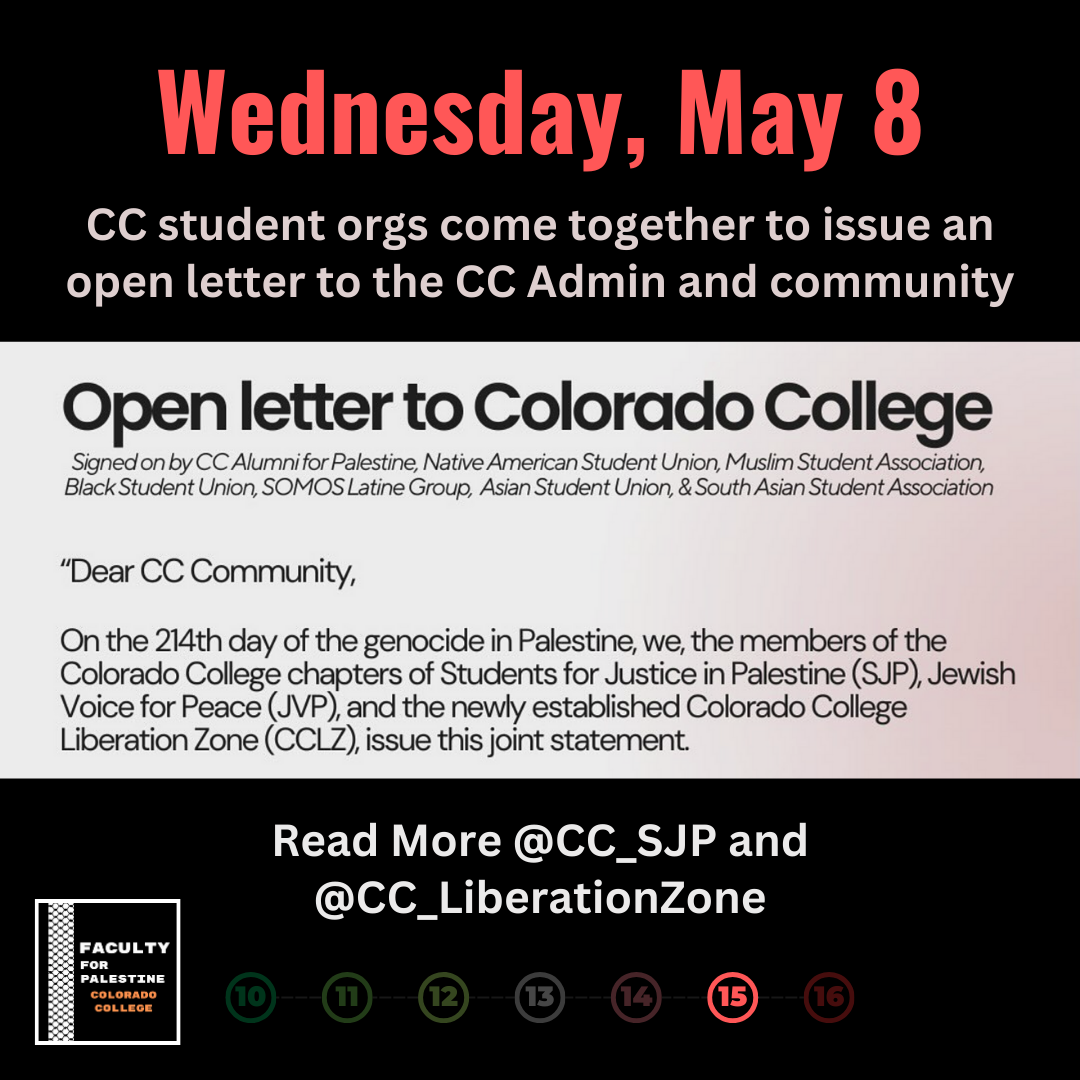 Wednesday, May 8
CC student orgs come together to issue an
open letter to the CC Admin and community
Open letter to Colorado College
Signed on by CC Alumni for Palestine, Native American Student Union, Muslim Student Association,
Black Student Union, SOMOS Latine Group, Asian Student Union, & South Asian Student Association
“Dear CC Community,
On the 214th day of the genocide in Palestine, we, the members of the
Colorado College chapters of Students for Justice in Palestine (SJP), Jewish
Voice for Peace (JVP), and the newly established Colorado College
Liberation Zone (CCLZ), issue this joint statement.
Read More @CC_SJP and
@CC_LiberationZone
FACULTY
FOR
PALESTINE
COLORADO
COLLEGE
10 11 12 13 14 15 16